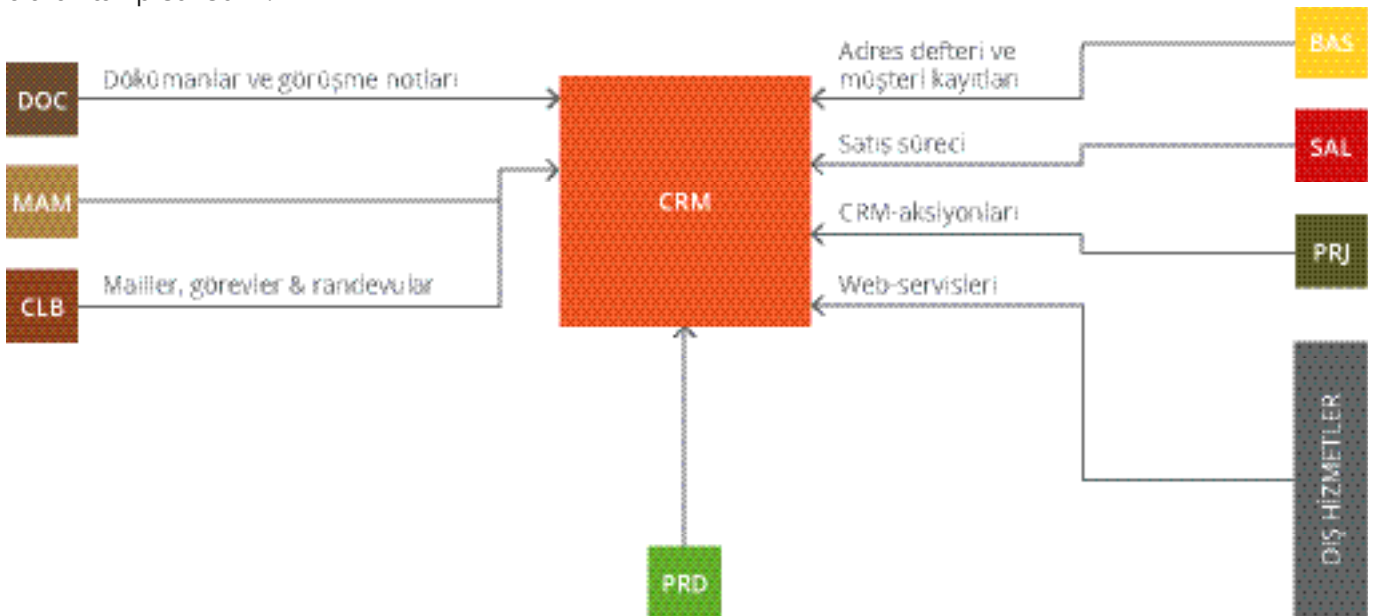 DOC
Dökümanlar ve görüşme notları
MAM
CLB
Mailler, görevler & randevular
CRM
Adres defteri ve
müşteri kayıtları
BAS
Satış süreci
SAL
CRM-aksiyonları
PRJ
Web-servisleri
DIŞ HİZMETLER
PRD